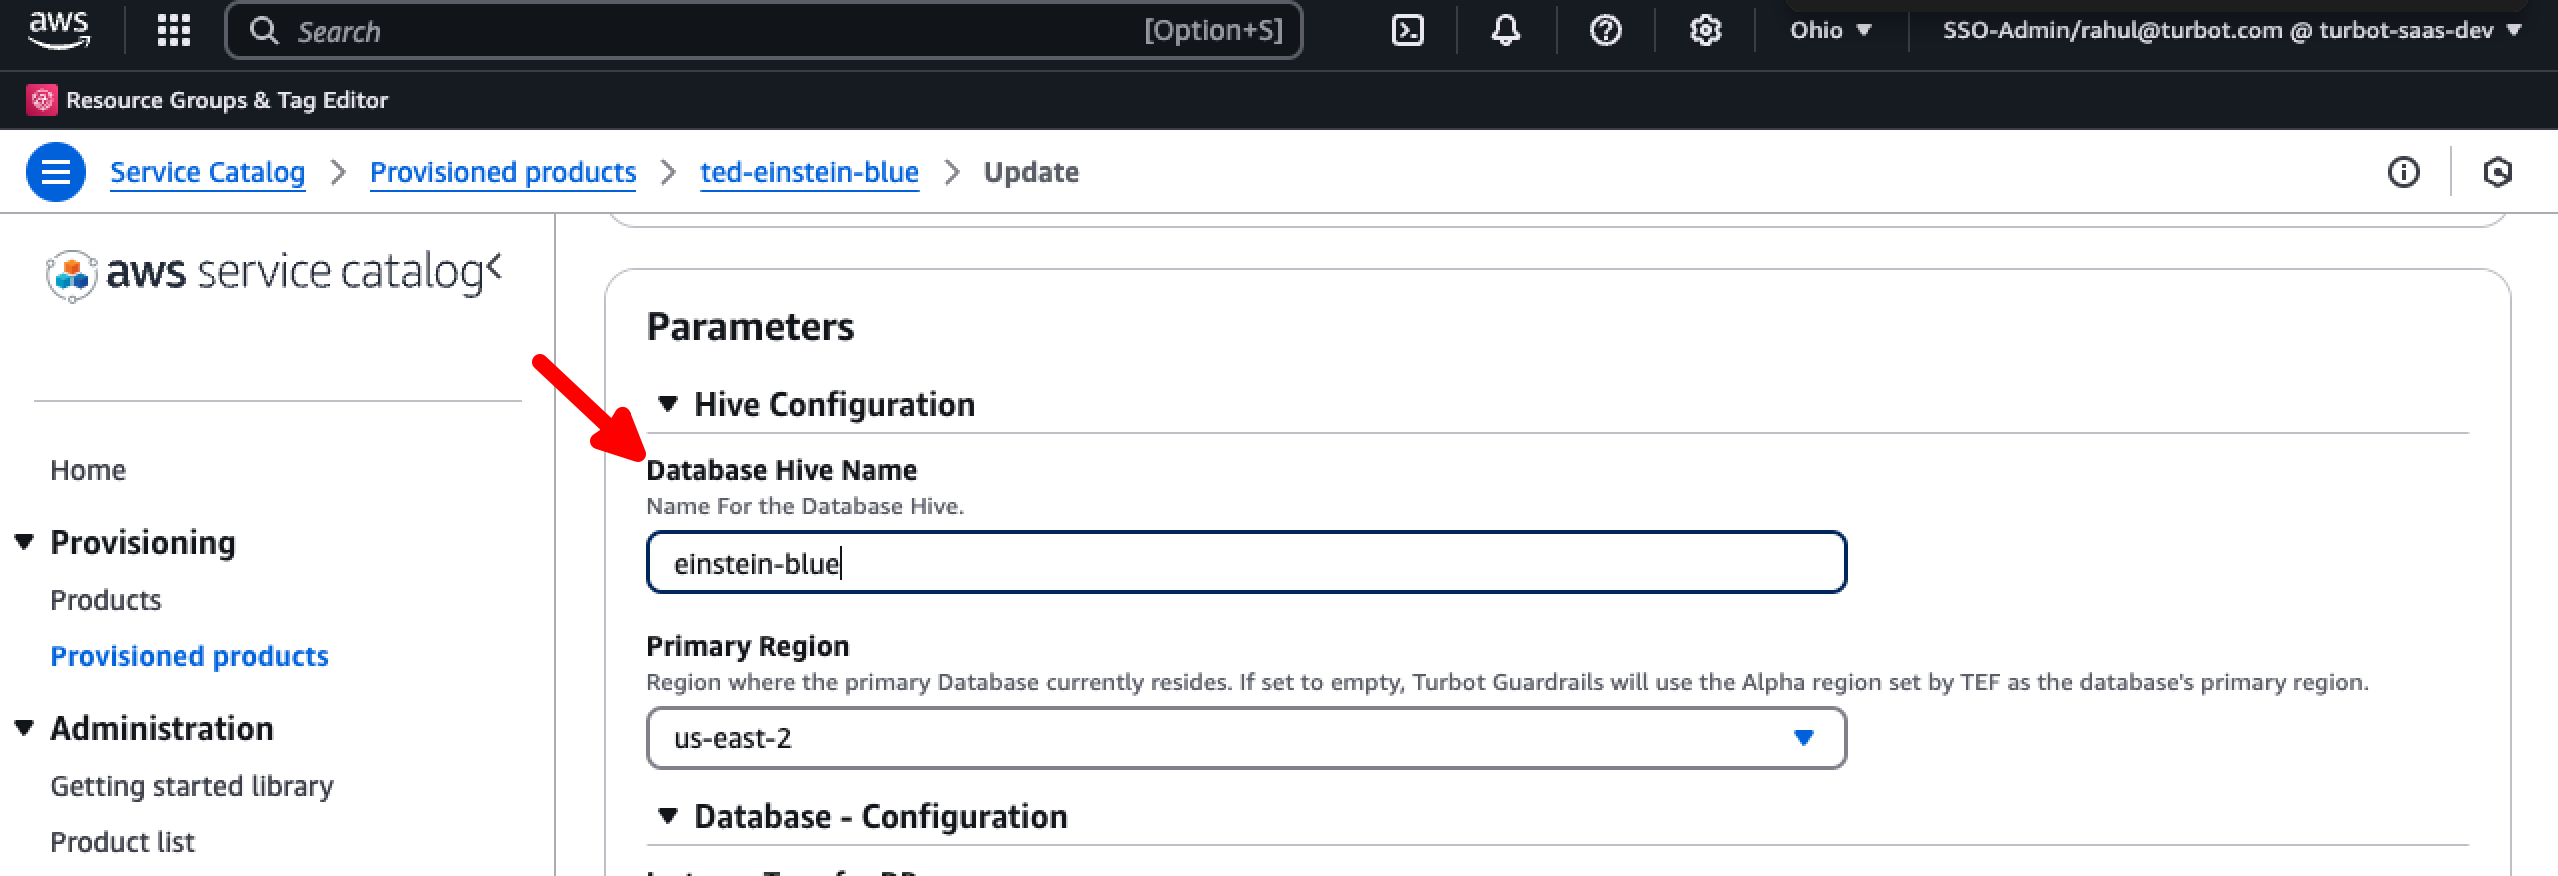 aws
Search [Option+S] Ohio SSO-Admin/rahul@turbot.com @ turbot-saas-dev
Resource Groups & Tag Editor
Service Catalog Provisioned products ted-einstein-blue Update
aws service catalog
Home
Provisioning
Products
Provisioned products
Administration
Getting started library
Product list
Parameters
Hive Configuration
Database Hive Name
Name For the Database Hive.
einstein-blue
Primary Region
Region where the primary Database currently resides. If set to empty, Turbot Guardrails will use the Alpha region set by TEF as the database's primary region.
us-east-2
Database - Configuration